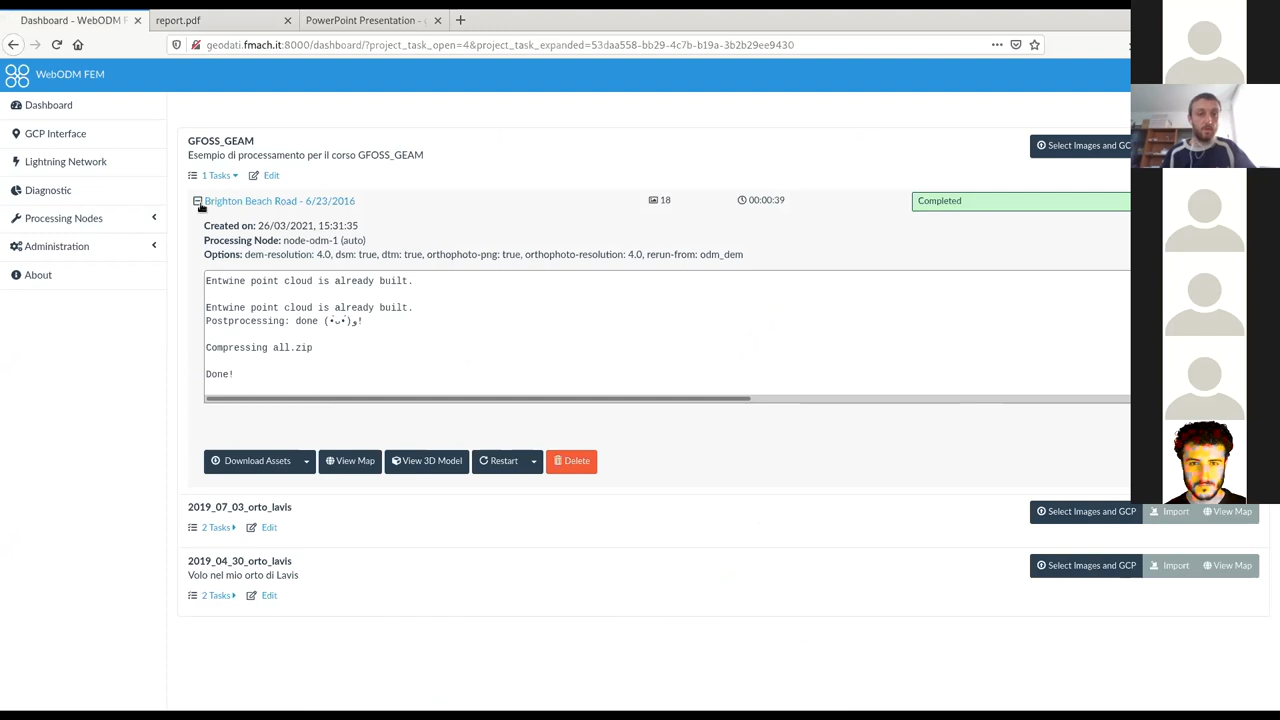 Dashboard - WebODM F
report.pdf
PowerPoint Presentation -
geodati.fmach.it:8000/dashboard/?project_task_open=4&project_task_expanded=53daa558-bb29-4c7b-b19a-3b2b29ee9430
WebODM FEM
Dashboard
GCP Interface
Lightning Network
Diagnostic
Processing Nodes
Administration
About
GFOSS_GEAM
Esempio di processamento per il corso GFOSS_GEAM
Select Images and GC
1 Tasks
Edit
Brighton Beach Road - 6/23/2016
18
00:00:39
Completed
Created on: 26/03/2021, 15:31:35
Processing Node: node-odm-1 (auto)
Options: dem-resolution: 4.0, dsm: true, dtm: true, orthophoto-png: true, orthophoto-resolution: 4.0, rerun-from: odm_dem
Entwine point cloud is already built.
Entwine point cloud is already built.
Postprocessing: done (•̀ᴗ•́)و!
Compressing all.zip
Done!
Download Assets
View Map
View 3D Model
Restart
Delete
2019_07_03_orto_lavis
2 Tasks
Edit
Select Images and GCP
Import
View Map
2019_04_30_orto_lavis
Volo nel mio orto di Lavis
2 Tasks
Edit
Select Images and GCP
Import
View Map